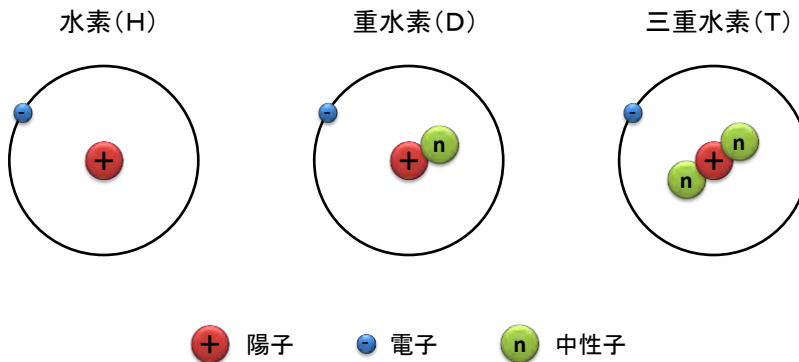 水素(H)
重水素(D)
三重水素(T)
-
+
-
+
n
-
+
n
n
+ 陽子
- 電子
n 中性子